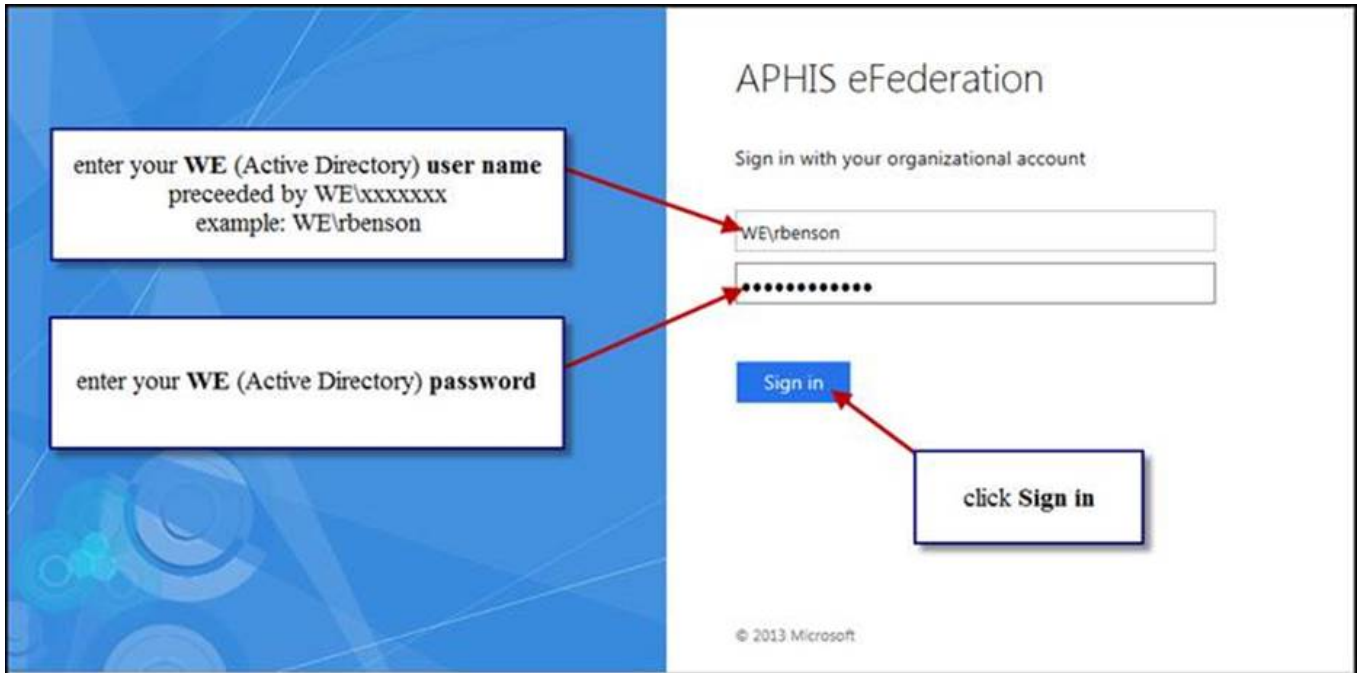 APHIS eFederation
enter your WE (Active Directory) user name
preceeded by WE\xxxxxxx
example: WE\rbenson
Sign in with your organizational account
WE\rbenson
••••••••••••
enter your WE (Active Directory) password
Sign in
click Sign in
© 2013 Microsoft